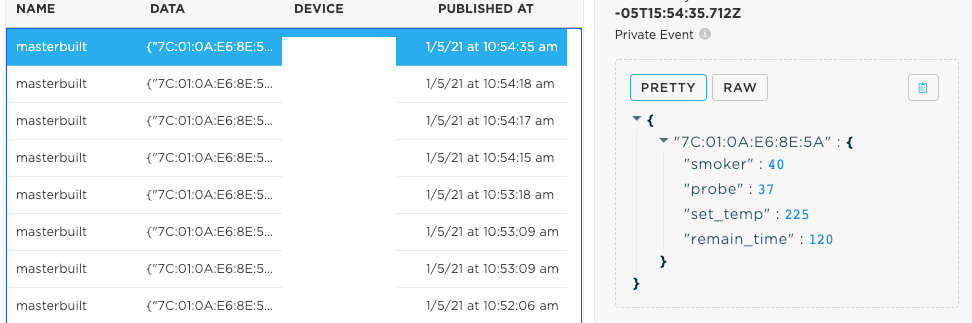 NAME DATA DEVICE PUBLISHED AT
masterbuilt {"7C:01:0A:E6:8E:5... 1/5/21 at 10:54:35 am
masterbuilt {"7C:01:0A:E6:8E:5... 1/5/21 at 10:54:18 am
masterbuilt {"7C:01:0A:E6:8E:5... 1/5/21 at 10:54:17 am
masterbuilt {"7C:01:0A:E6:8E:5... 1/5/21 at 10:54:15 am
masterbuilt {"7C:01:0A:E6:8E:5... 1/5/21 at 10:53:18 am
masterbuilt {"7C:01:0A:E6:8E:5... 1/5/21 at 10:53:09 am
masterbuilt {"7C:01:0A:E6:8E:5... 1/5/21 at 10:53:09 am
masterbuilt {"7C:01:0A:E6:8E:5... 1/5/21 at 10:52:06 am
-05T15:54:35.712Z
Private Event
PRETTY RAW
{
"7C:01:0A:E6:8E:5A" : {
"smoker" : 40
"probe" : 37
"set_temp" : 225
"remain_time" : 120
}
}